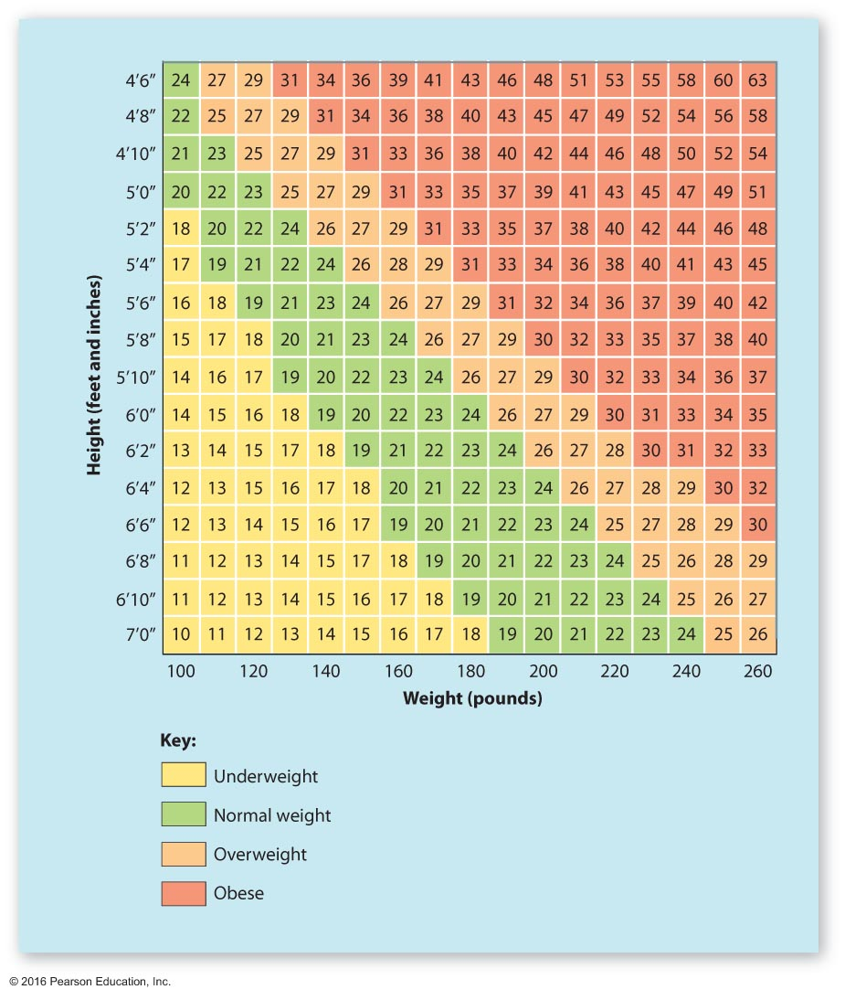 4′6″ 24 27 29 31 34 36 39 41 43 46 48 51 53 55 58 60 63
4′8″ 22 25 27 29 31 34 36 38 40 43 45 47 49 52 54 56 58
4′10″ 21 23 25 27 29 31 33 36 38 40 42 44 46 48 50 52 54
5′0″ 20 22 23 25 27 29 31 33 35 37 39 41 43 45 47 49 51
5′2″ 18 20 22 24 26 27 29 31 33 35 37 38 40 42 44 46 48
5′4″ 17 19 21 22 24 26 28 29 31 33 34 36 38 40 41 43 45
5′6″ 16 18 19 21 23 24 26 27 29 31 32 34 36 37 39 40 42
5′8″ 15 17 18 20 21 23 24 26 27 29 30 32 33 35 37 38 40
5′10″ 14 16 17 19 20 22 23 24 26 27 29 30 32 33 34 36 37
6′0″ 14 15 16 18 19 20 22 23 24 26 27 29 30 31 33 34 35
6′2″ 13 14 15 17 18 19 21 22 23 24 26 27 28 30 31 32 33
6′4″ 12 13 15 16 17 18 20 21 22 23 24 26 27 28 29 30 32
6′6″ 12 13 14 15 16 17 19 20 21 22 23 24 25 27 28 29 30
6′8″ 11 12 13 14 15 17 18 19 20 21 22 23 24 25 26 28 29
6′10″ 11 12 13 14 15 16 17 18 19 20 21 22 23 24 25 26 27
7′0″ 10 11 12 13 14 15 16 17 18 19 20 21 22 23 24 25 26
Height (feet and inches)
100 120 140 160 180 200 220 240 260
Weight (pounds)
Key:
Underweight
Normal weight
Overweight
Obese
© 2016 Pearson Education, Inc.